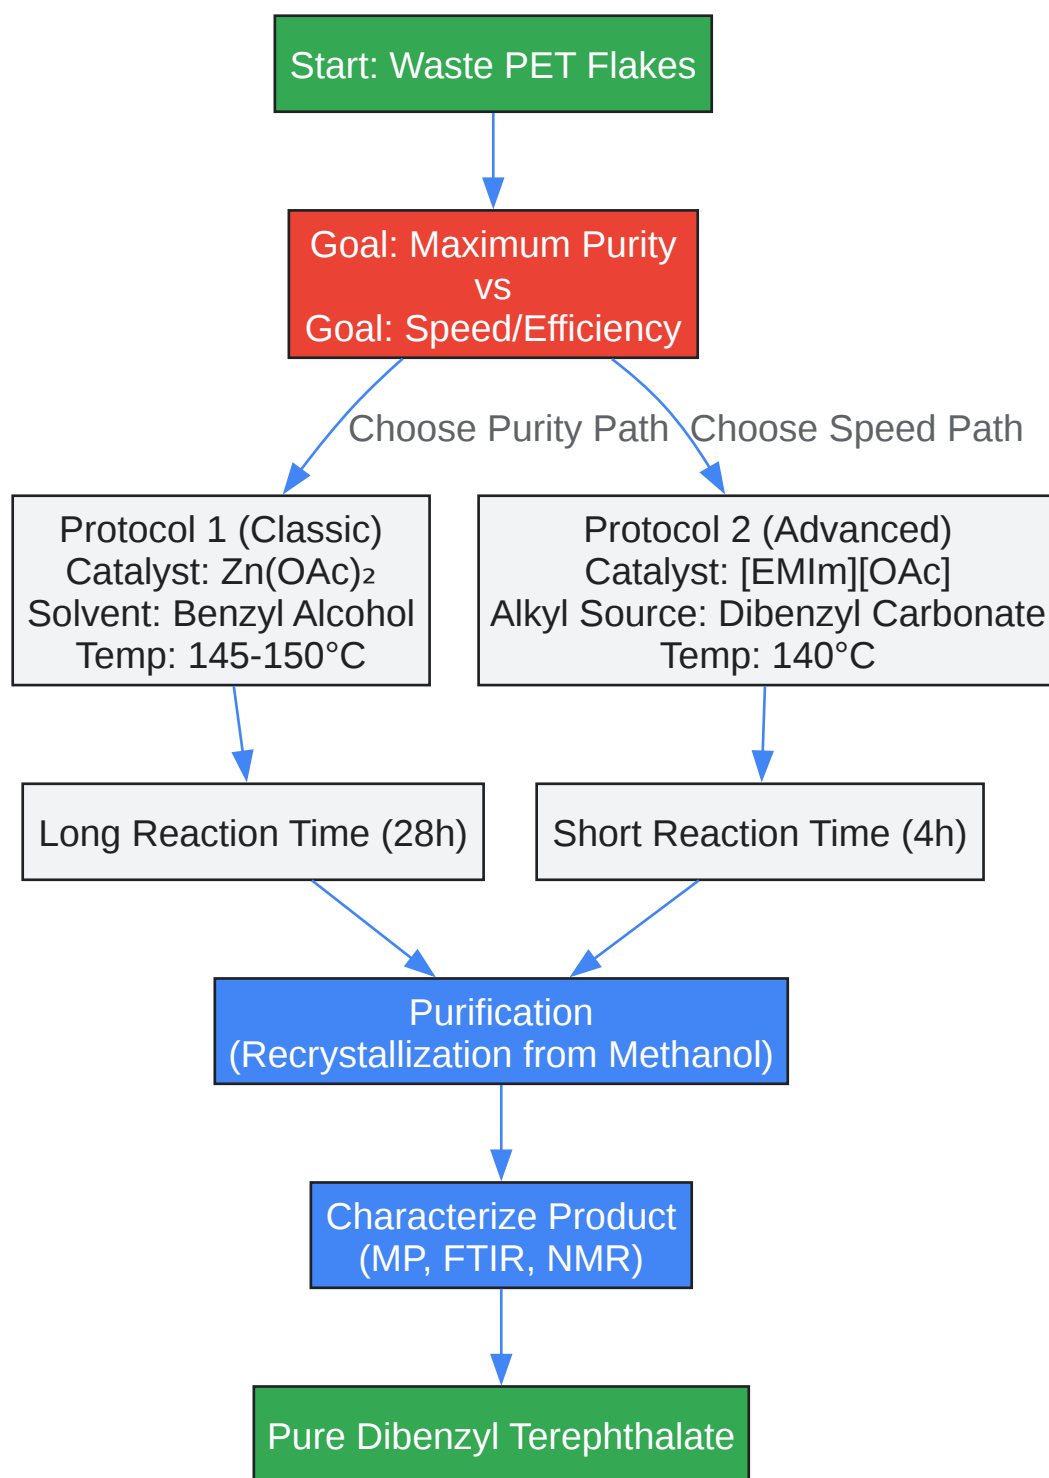 Start: Waste PET Flakes
Goal: Maximum Purity
vs
Goal: Speed/Efficiency
Choose Purity Path
Choose Speed Path
Protocol 1 (Classic)
Catalyst: Zn(OAc)₂
Solvent: Benzyl Alcohol
Temp: 145-150°C
Protocol 2 (Advanced)
Catalyst: [EMIm][OAc]
Alkyl Source: Dibenzyl Carbonate
Temp: 140°C
Long Reaction Time (28h)
Short Reaction Time (4h)
Purification
(Recrystallization from Methanol)
Characterize Product
(MP, FTIR, NMR)
Pure Dibenzyl Terephthalate